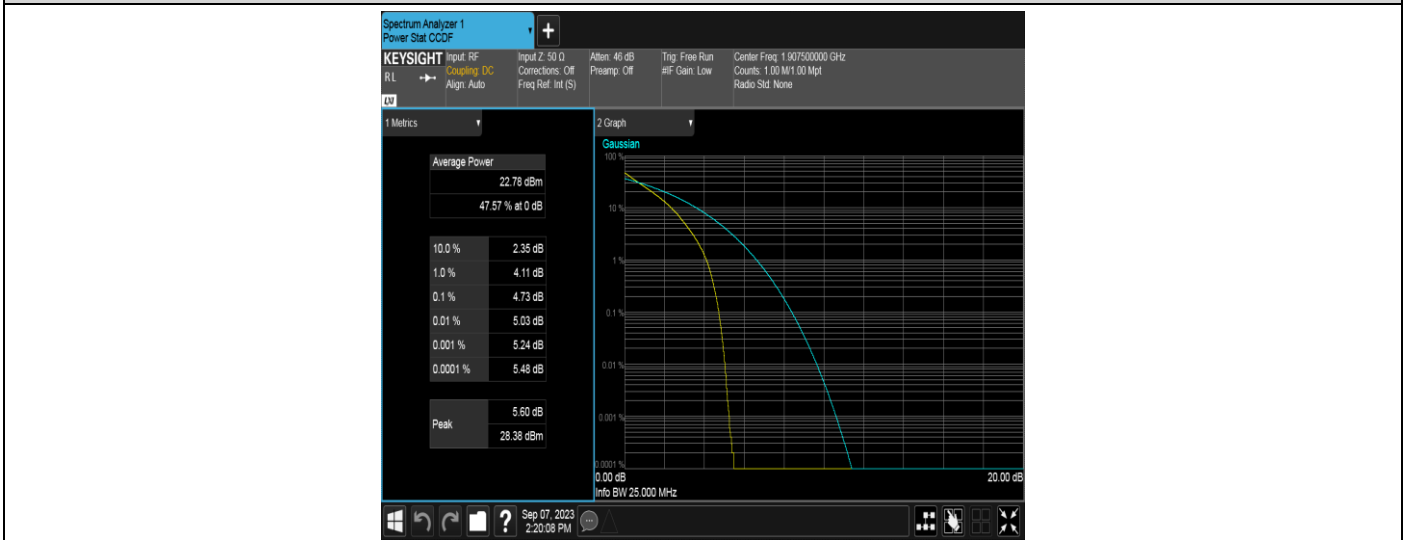 Spectrum Analyzer 1
Power Stat CCDF
+
KEYSIGHT
Input: RF
Coupling: DC
Align: Auto
Input Z: 50 Ω
Corrections: Off
Freq Ref: Int (S)
Atten: 46 dB
Preamp: Off
Trig: Free Run
#IF Gain: Low
Center Freq: 1.907500000 GHz
Counts: 1.00 M/1.00 Mpt
Radio Std: None
RL
LXI
1 Metrics
Average Power
22.78 dBm
47.57 % at 0 dB
10.0 % 2.35 dB
1.0 % 4.11 dB
0.1 % 4.73 dB
0.01 % 5.03 dB
0.001 % 5.24 dB
0.0001 % 5.48 dB
Peak 5.60 dB
28.38 dBm
2 Graph
Gaussian
100 %
10 %
1 %
0.1 %
0.01 %
0.001 %
0.0001 %
0.00 dB
20.00 dB
Info BW 25.000 MHz
?
Sep 07, 2023
2:20:08 PM